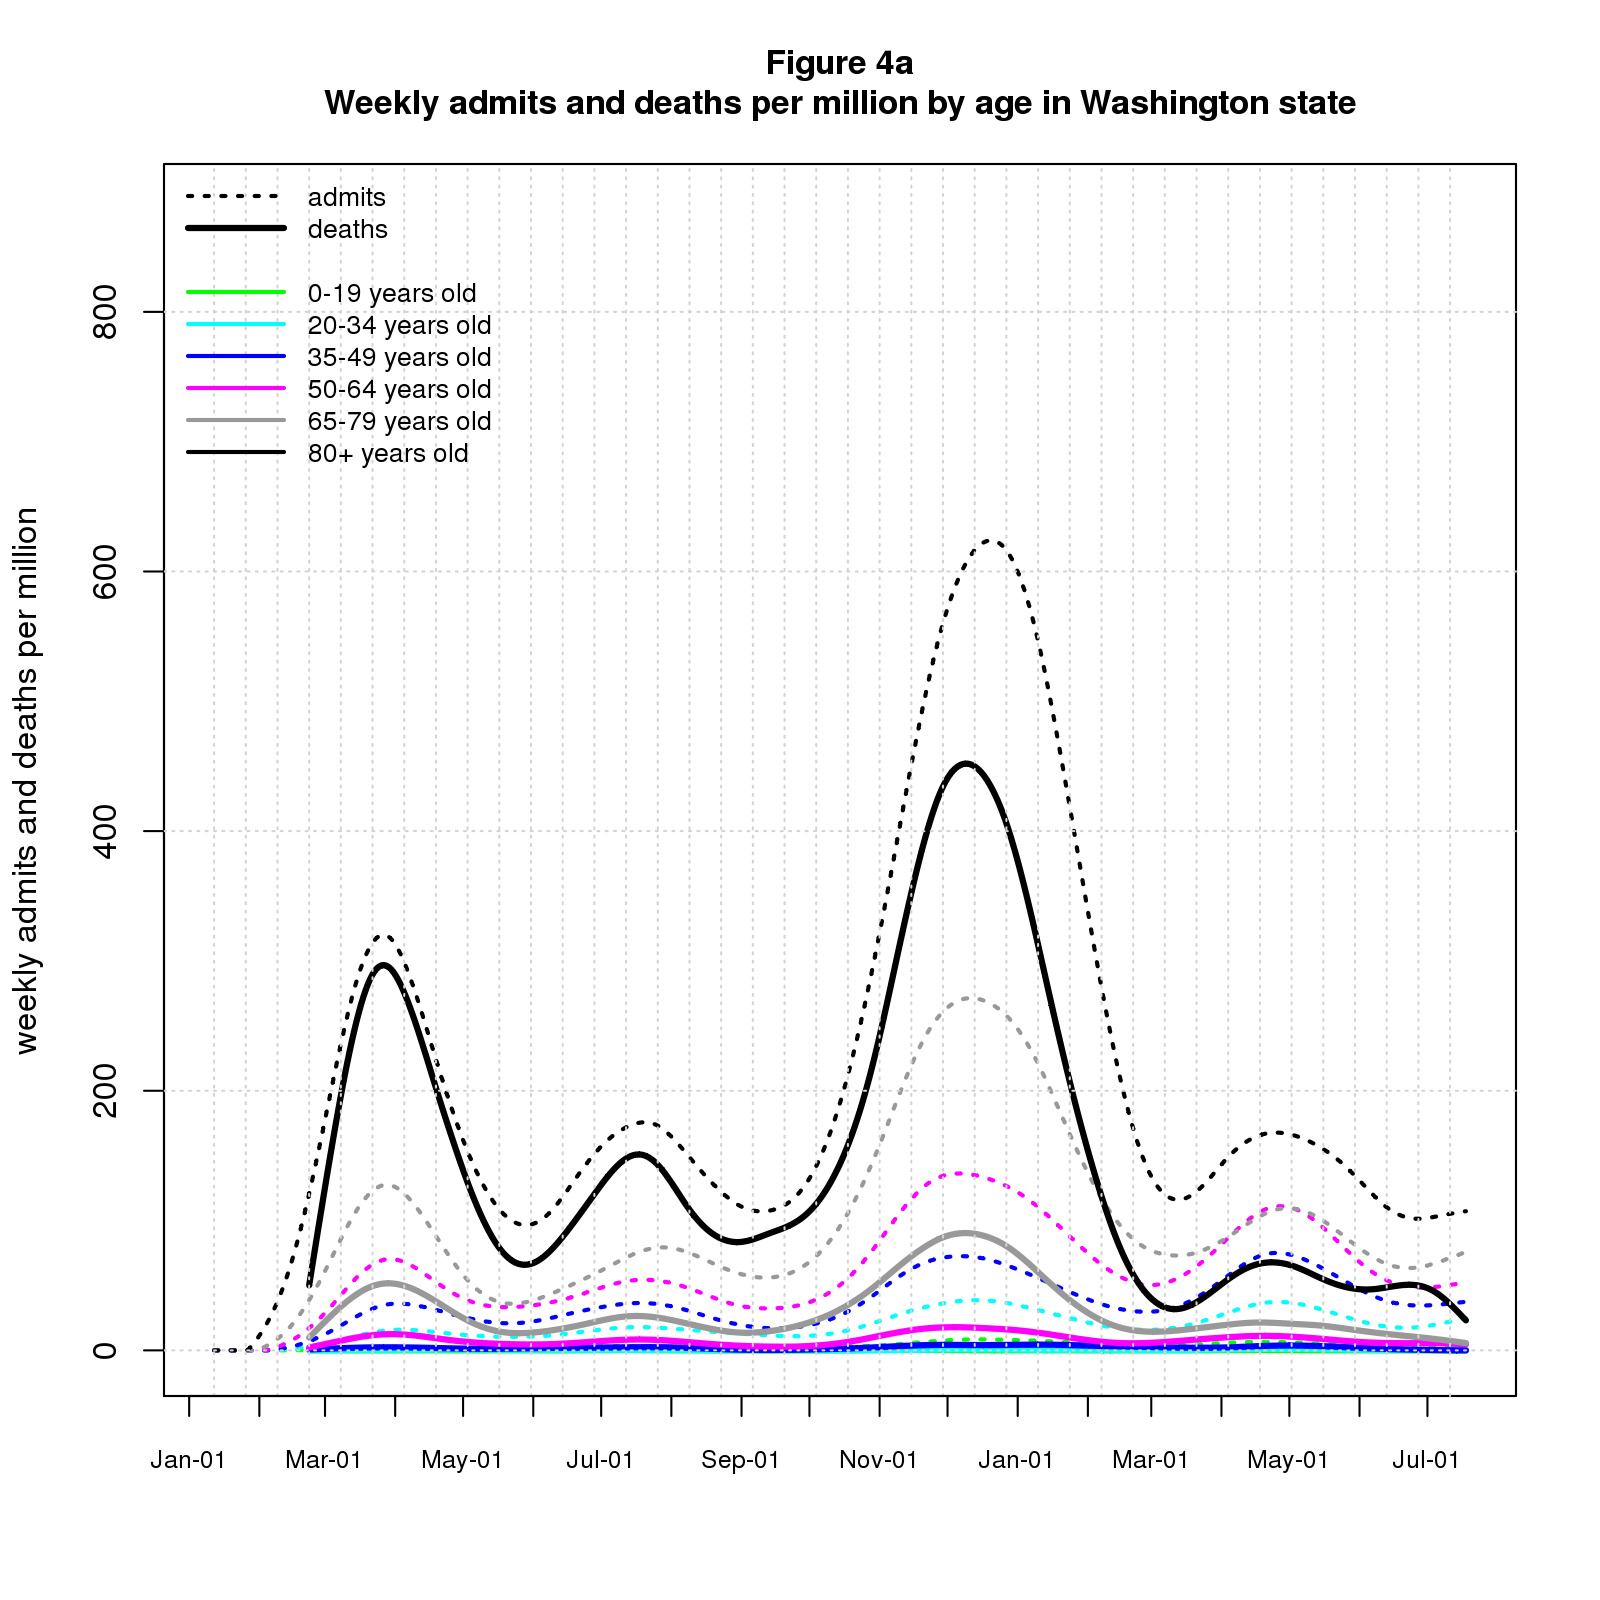 Figure 4a
Weekly admits and deaths per million by age in Washington state
admits
deaths
0-19 years old
20-34 years old
35-49 years old
50-64 years old
65-79 years old
80+ years old
weekly admits and deaths per million
800
600
400
200
0
Jan-01 Mar-01 May-01 Jul-01 Sep-01 Nov-01 Jan-01 Mar-01 May-01 Jul-01